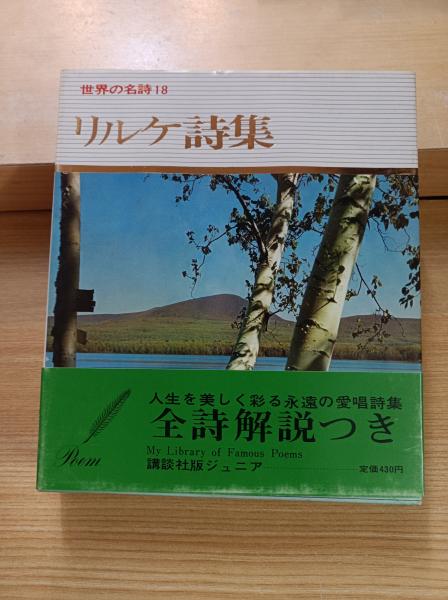 世界の名詩18
リルケ詩集
人生を美しく彩る永遠の愛唱詩集
全詩解説つき
My Library of Famous Poems
講談社版ジュニア
定価430円
Poem